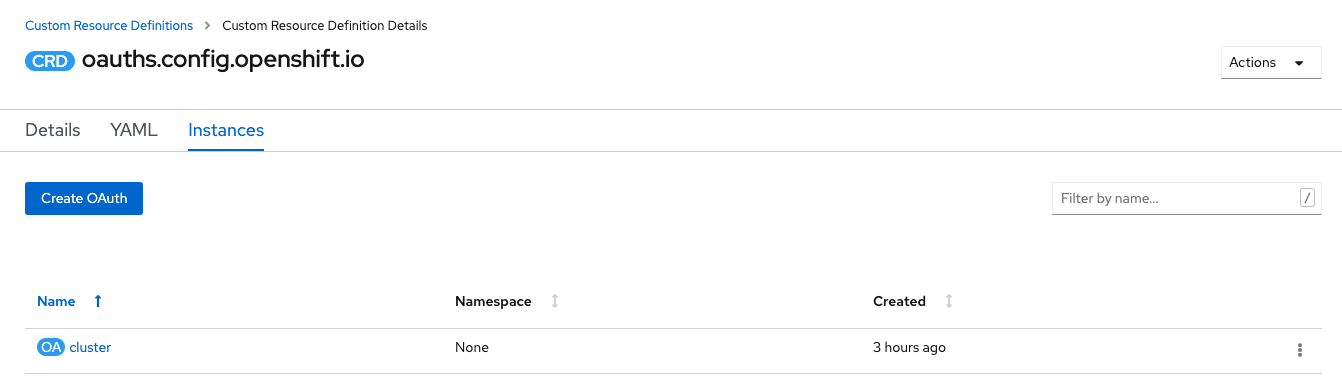 Custom Resource Definitions > Custom Resource Definition Details
CRD oauths.config.openshift.io
Actions
Details YAML Instances
Create OAuth
Filter by name...
/
Name Namespace Created
OA cluster None 3 hours ago